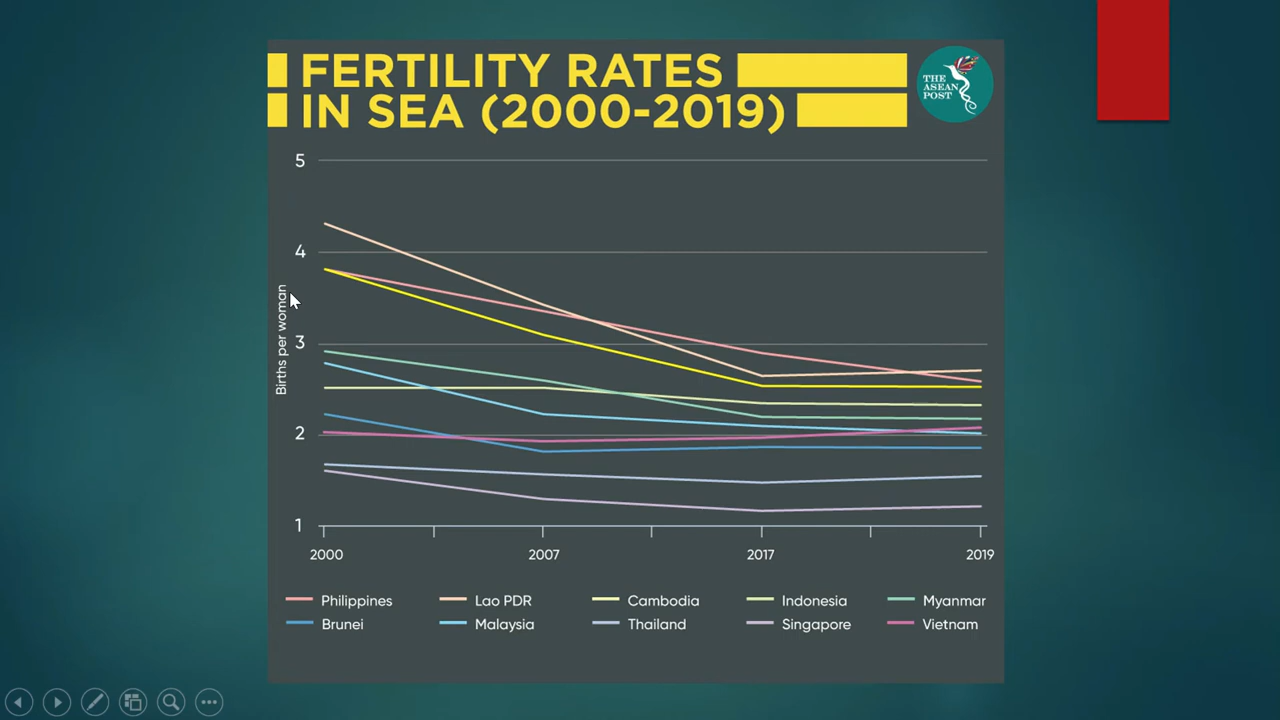 FERTILITY RATES
IN SEA (2000-2019)
THE
ASEAN
POST
5
4
3
2
1
Births per woman
2000 2007 2017 2019
Philippines Lao PDR Cambodia Indonesia Myanmar
Brunei Malaysia Thailand Singapore Vietnam